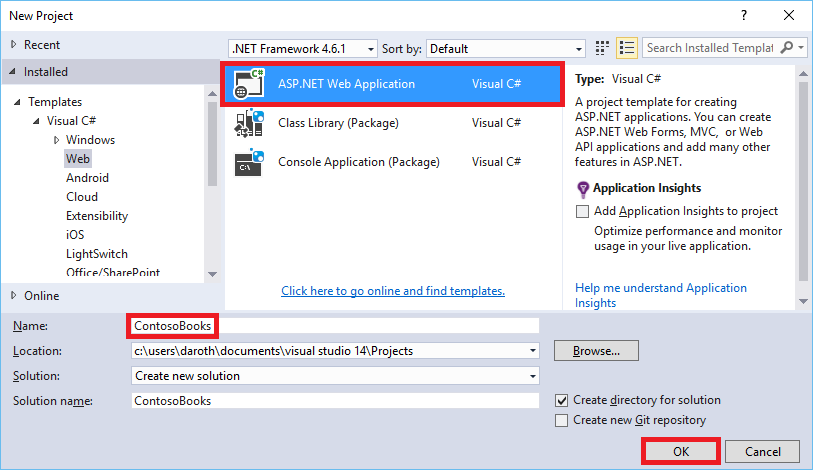 New Project
Recent
.NET Framework 4.6.1 Sort by: Default Search Installed Templat
Installed
Templates
Visual C#
Windows
Web
Android
Cloud
Extensibility
iOS
LightSwitch
Office/SharePoint
Online
C# ASP.NET Web Application Visual C#
Class Library (Package) Visual C#
C:\ Console Application (Package) Visual C#
Click here to go online and find templates.
Type: Visual C#
A project template for creating
ASP.NET applications. You can create
ASP.NET Web Forms, MVC, or Web
API applications and add many other
features in ASP.NET.
Application Insights
Add Application Insights to project
Optimize performance and monitor
usage in your live application.
Help me understand Application
Insights
Name: ContosoBooks
Location: c:\users\daroth\documents\visual studio 14\Projects Browse...
Solution: Create new solution
Solution name: ContosoBooks
Create directory for solution
Create new Git repository
OK Cancel